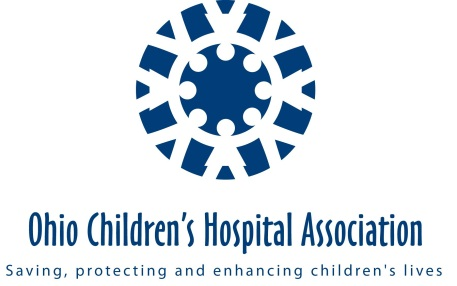 Ohio Children's Hospital Association
Saving, protecting and enhancing children's lives